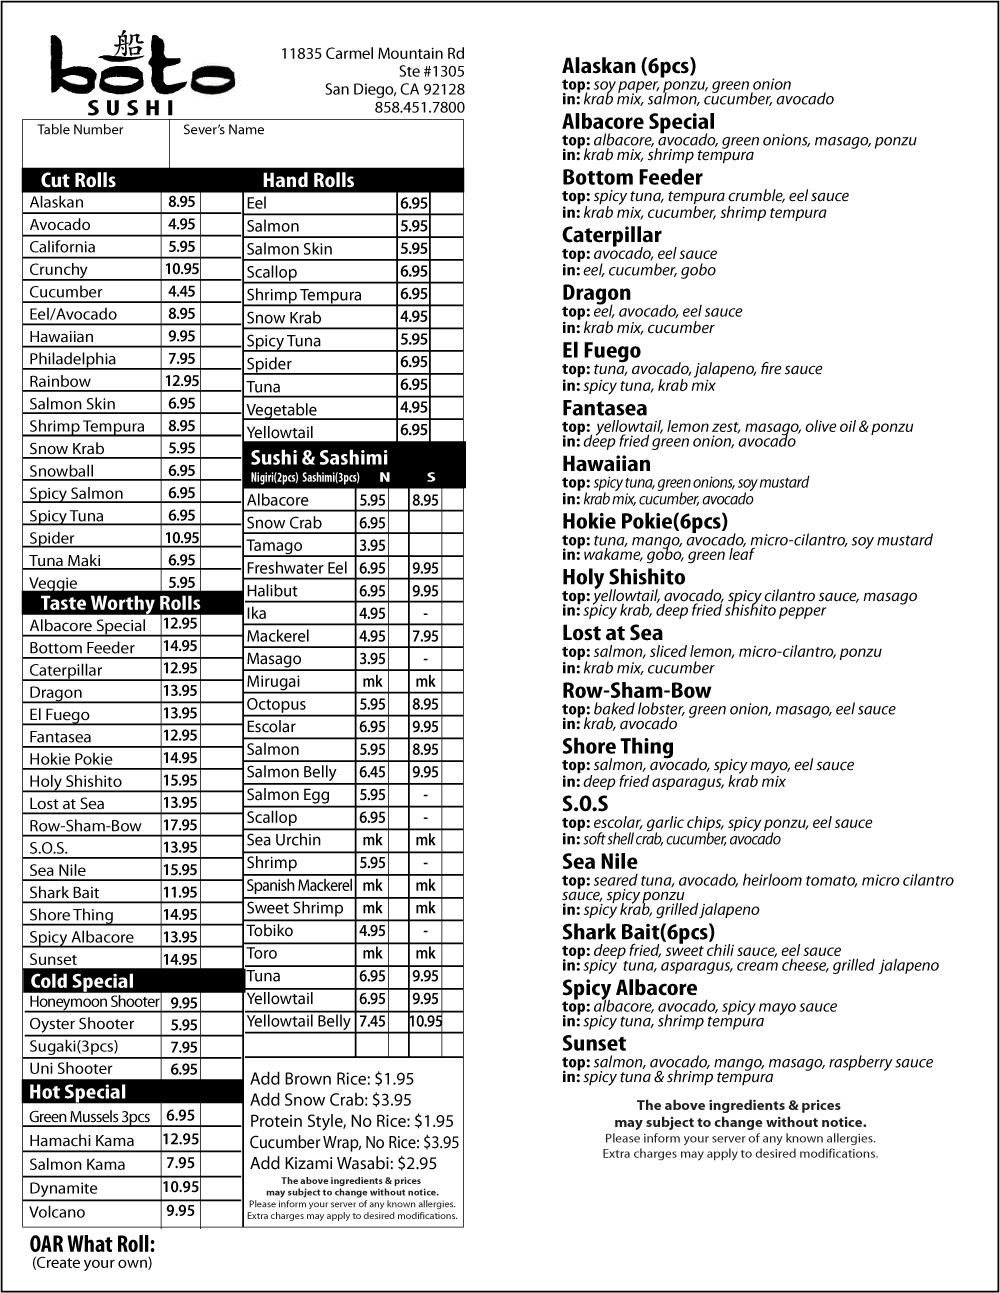 船
boto
SUSHI
11835 Carmel Mountain Rd
Ste #1305
San Diego, CA 92128
858.451.7800
Table Number
Sever's Name
Cut Rolls
Alaskan 8.95
Avocado 4.95
California 5.95
Crunchy 10.95
Cucumber 4.45
Eel/Avocado 8.95
Hawaiian 9.95
Philadelphia 7.95
Rainbow 12.95
Salmon Skin 6.95
Shrimp Tempura 8.95
Snow Krab 5.95
Snowball 6.95
Spicy Salmon 6.95
Spicy Tuna 6.95
Spider 10.95
Tuna Maki 6.95
Veggie 5.95
Taste Worthy Rolls
Albacore Special 12.95
Bottom Feeder 14.95
Caterpillar 12.95
Dragon 13.95
El Fuego 13.95
Fantasea 12.95
Hokie Pokie 14.95
Holy Shishito 15.95
Lost at Sea 13.95
Row-Sham-Bow 17.95
S.O.S. 13.95
Sea Nile 15.95
Shark Bait 11.95
Shore Thing 14.95
Spicy Albacore 13.95
Sunset 14.95
Cold Special
Honeymoon Shooter 9.95
Oyster Shooter 5.95
Sugaki(3pcs) 7.95
Uni Shooter 6.95
Hot Special
Green Mussels 3pcs 6.95
Hamachi Kama 12.95
Salmon Kama 7.95
Dynamite 10.95
Volcano 9.95
OAR What Roll:
(Create your own)
Hand Rolls
Eel 6.95
Salmon 5.95
Salmon Skin 5.95
Scallop 6.95
Shrimp Tempura 6.95
Snow Krab 4.95
Spicy Tuna 5.95
Spider 6.95
Tuna 6.95
Vegetable 4.95
Yellowtail 6.95
Sushi & Sashimi
Nigiri(2pcs) Sashimi(3pcs) N S
Albacore 5.95 8.95
Snow Crab 6.95
Tamago 3.95
Freshwater Eel 6.95 9.95
Halibut 6.95 9.95
Ika 4.95 -
Mackerel 4.95 7.95
Masago 3.95 -
Mirugai mk mk
Octopus 5.95 8.95
Escolar 6.95 9.95
Salmon 5.95 8.95
Salmon Belly 6.45 9.95
Salmon Egg 5.95 -
Scallop 6.95 -
Sea Urchin mk mk
Shrimp 5.95 -
Spanish Mackerel mk mk
Sweet Shrimp mk mk
Tobiko 4.95 -
Toro mk mk
Tuna 6.95 9.95
Yellowtail 6.95 9.95
Yellowtail Belly 7.45 10.95
Add Brown Rice: $1.95
Add Snow Crab: $3.95
Protein Style, No Rice: $1.95
Cucumber Wrap, No Rice: $3.95
Add Kizami Wasabi: $2.95
The above ingredients & prices
may subject to change without notice.
Please inform your server of any known allergies.
Extra charges may apply to desired modifications.
Alaskan (6pcs)
top: soy paper, ponzu, green onion
in: krab mix, salmon, cucumber, avocado
Albacore Special
top: albacore, avocado, green onions, masago, ponzu
in: krab mix, shrimp tempura
Bottom Feeder
top: spicy tuna, tempura crumble, eel sauce
in: krab mix, cucumber, shrimp tempura
Caterpillar
top: avocado, eel sauce
in: eel, cucumber, gobo
Dragon
top: eel, avocado, eel sauce
in: krab mix, cucumber
El Fuego
top: tuna, avocado, jalapeno, fire sauce
in: spicy tuna, krab mix
Fantasea
top: yellowtail, lemon zest, masago, olive oil & ponzu
in: deep fried green onion, avocado
Hawaiian
top: spicy tuna, green onions, soy mustard
in: krab mix, cucumber, avocado
Hokie Pokie(6pcs)
top: tuna, mango, avocado, micro-cilantro, soy mustard
in: wakame, gobo, green leaf
Holy Shishito
top: yellowtail, avocado, spicy cilantro sauce, masago
in: spicy krab, deep fried shishito pepper
Lost at Sea
top: salmon, sliced lemon, micro-cilantro, ponzu
in: krab mix, cucumber
Row-Sham-Bow
top: baked lobster, green onion, masago, eel sauce
in: krab, avocado
Shore Thing
top: salmon, avocado, spicy mayo, eel sauce
in: deep fried asparagus, krab mix
S.O.S
top: escolar, garlic chips, spicy ponzu, eel sauce
in: soft shell crab, cucumber, avocado
Sea Nile
top: seared tuna, avocado, heirloom tomato, micro cilantro
sauce, spicy ponzu
in: spicy krab, grilled jalapeno
Shark Bait(6pcs)
top: deep fried, sweet chili sauce, eel sauce
in: spicy tuna, asparagus, cream cheese, grilled jalapeno
Spicy Albacore
top: albacore, avocado, spicy mayo sauce
in: spicy tuna, shrimp tempura
Sunset
top: salmon, avocado, mango, masago, raspberry sauce
in: spicy tuna & shrimp tempura
The above ingredients & prices
may subject to change without notice.
Please inform your server of any known allergies.
Extra charges may apply to desired modifications.